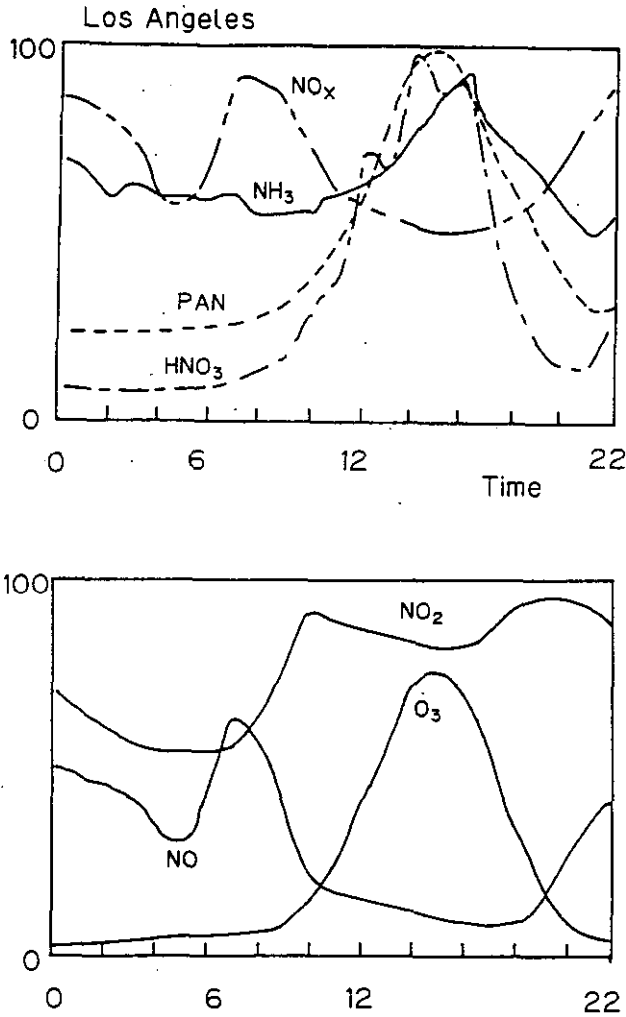 Los Angeles
100
NOₓ
NH₃
PAN
HNO₃
0
0 6 12 22
Time
100
NO₂
O₃
NO
0
0 6 12 22